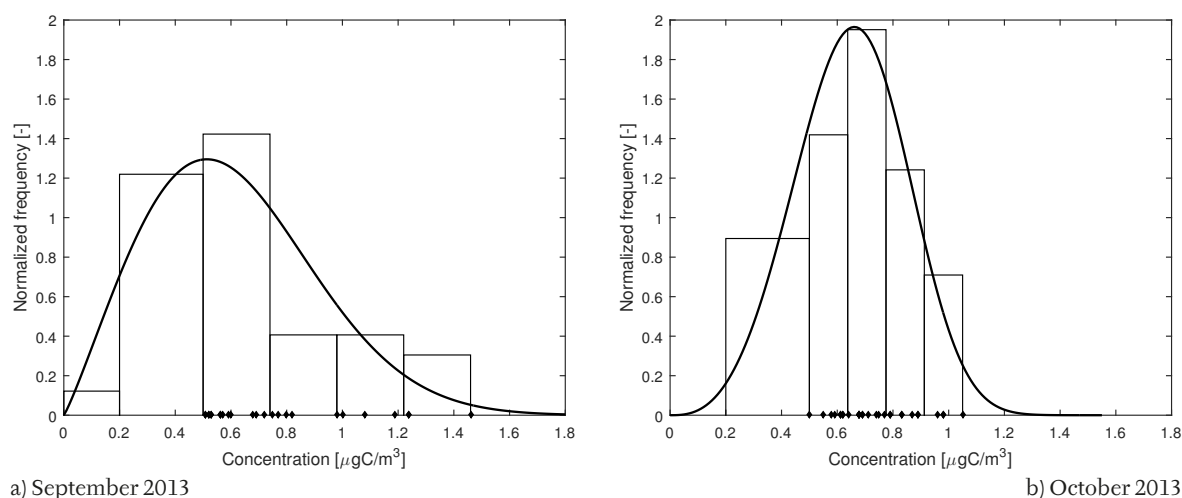 2
1.8
1.6
1.4
1.2
1
0.8
0.6
0.4
0.2
0
Normalized frequency [-]
0 0.2 0.4 0.6 0.8 1 1.2 1.4 1.6 1.8
Concentration [μgC/m³]
a) September 2013
2
1.8
1.6
1.4
1.2
1
0.8
0.6
0.4
0.2
0
Normalized frequency [-]
0 0.2 0.4 0.6 0.8 1 1.2 1.4 1.6 1.8
Concentration [μgC/m³]
b) October 2013